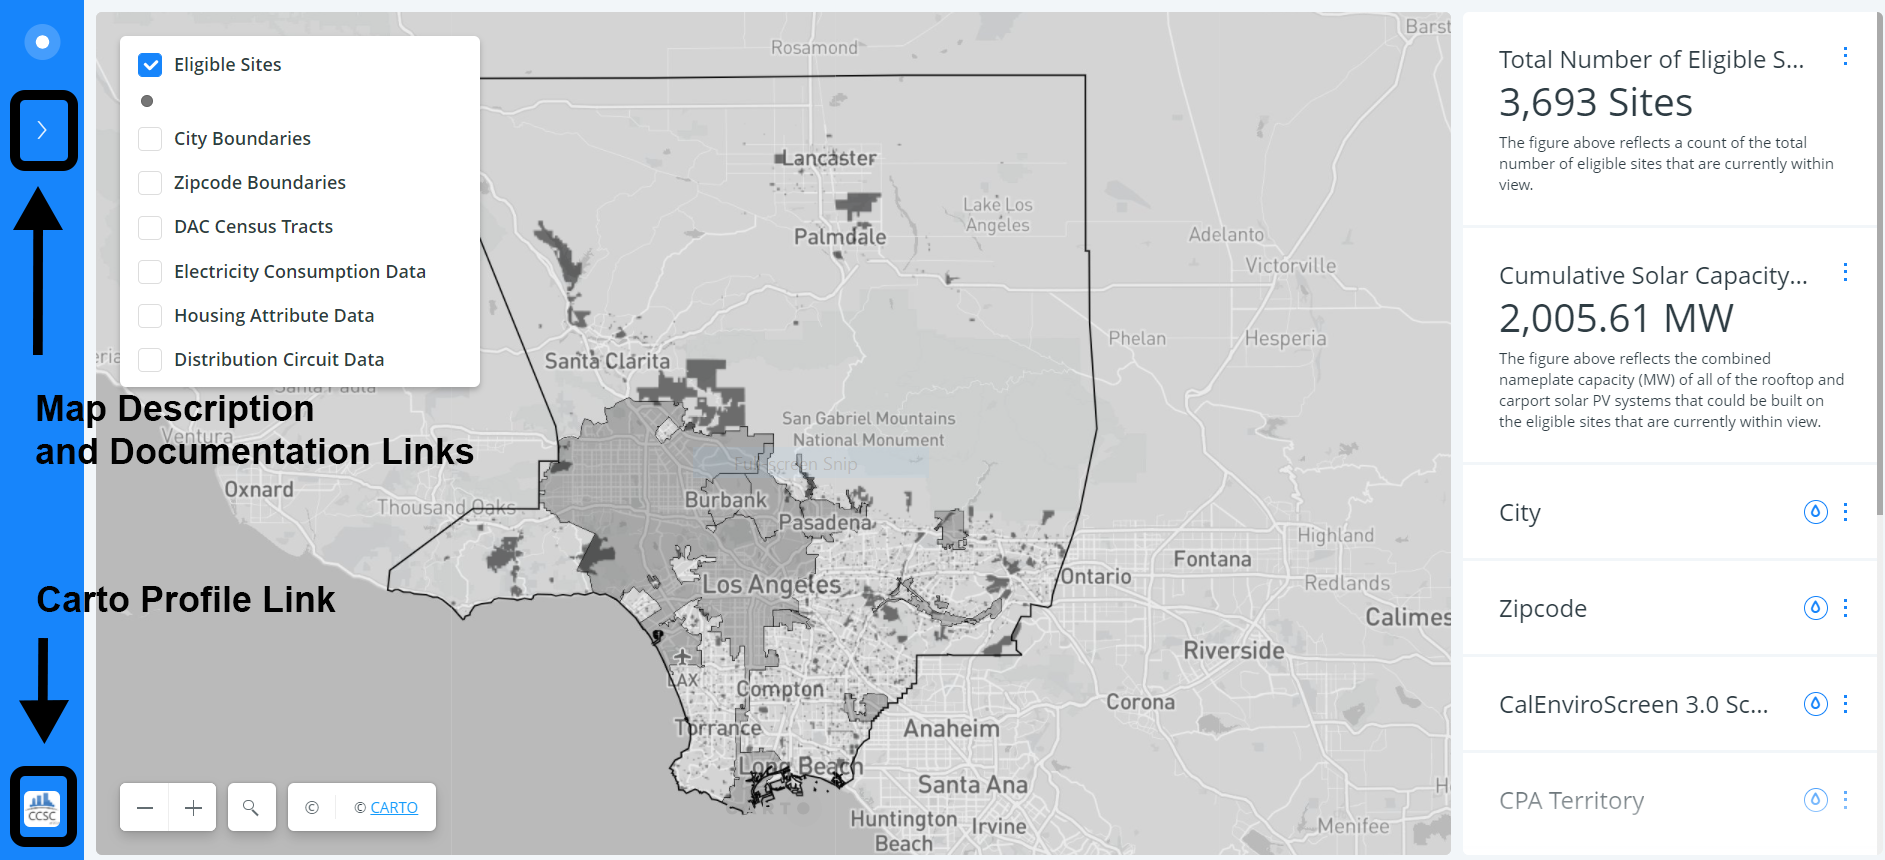 Eligible Sites
City Boundaries
Zipcode Boundaries
DAC Census Tracts
Electricity Consumption Data
Housing Attribute Data
Distribution Circuit Data
Map Description
and Documentation Links
Carto Profile Link
CCSC
Rosamond
Barst
Lancaster
Lake Los
Angeles
Palmdale
Adelanto
Victorville
Phelan
Hesperia
Santa Clarita
Santa Paula
Ventura
San Gabriel Mountains
National Monument
Full-screen Snip
Oxnard
Thousand Oaks
Burbank
Pasadena
Highland
Fontana
Ontario
Redlands
Los Angeles
Calimes
Riverside
LAX
Compton
Corona
Torrance
Anaheim
Long Beach
Santa Ana
Huntington
Beach
Irvine
Menifee
© © CARTO
Total Number of Eligible S...
3,693 Sites
The figure above reflects a count of the total
number of eligible sites that are currently within
view.
Cumulative Solar Capacity...
2,005.61 MW
The figure above reflects the combined
nameplate capacity (MW) of all of the rooftop and
carport solar PV systems that could be built on
the eligible sites that are currently within view.
City
Zipcode
CalEnviroScreen 3.0 Sc...
CPA Territory